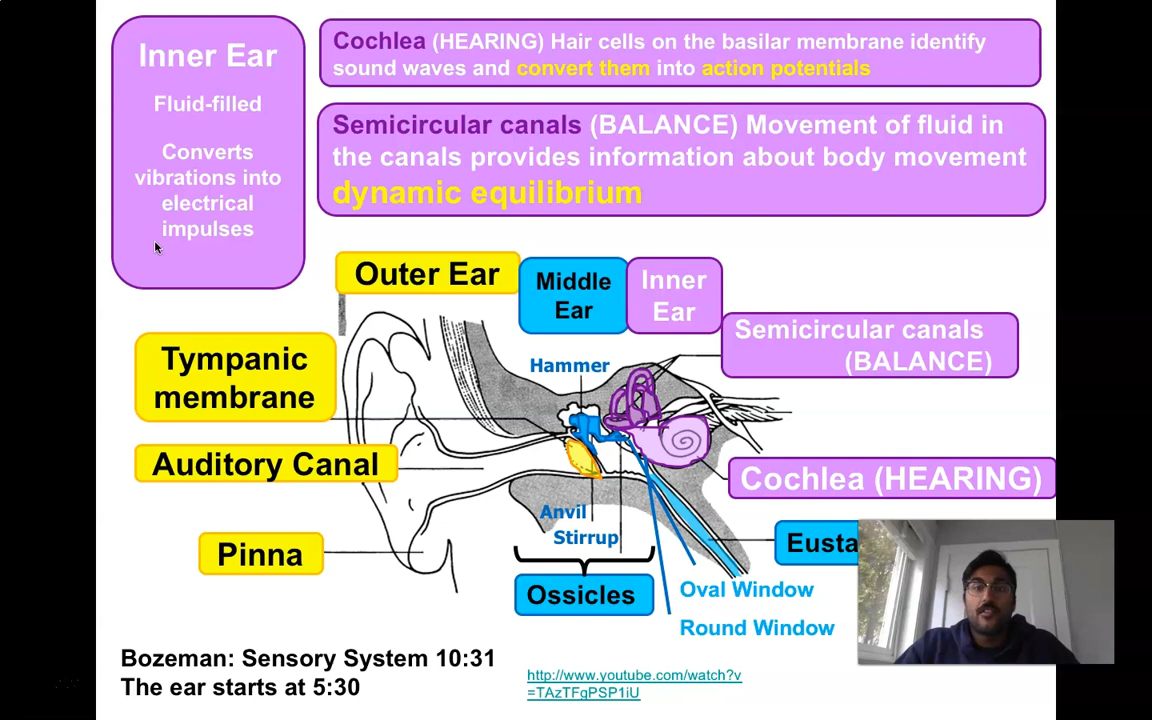 Inner Ear
Fluid-filled
Converts
vibrations into
electrical
impulses
Cochlea (HEARING) Hair cells on the basilar membrane identify
sound waves and convert them into action potentials
Semicircular canals (BALANCE) Movement of fluid in
the canals provides information about body movement
dynamic equilibrium
Outer Ear
Middle
Ear
Inner
Ear
Semicircular canals
(BALANCE)
Tympanic
membrane
Hammer
Auditory Canal
Cochlea (HEARING)
Anvil
Stirrup
Pinna
Eusta
Ossicles
Oval Window
Round Window
Bozeman: Sensory System 10:31
The ear starts at 5:30
http://www.youtube.com/watch?v
=TAzTFgPSP1iU